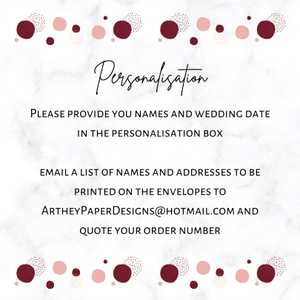 Personalisation
Please provide you names and wedding date
in the personalisation box
email a list of names and addresses to be
printed on the envelopes to
ArtheyPaperDesigns@hotmail.com and
quote your order number